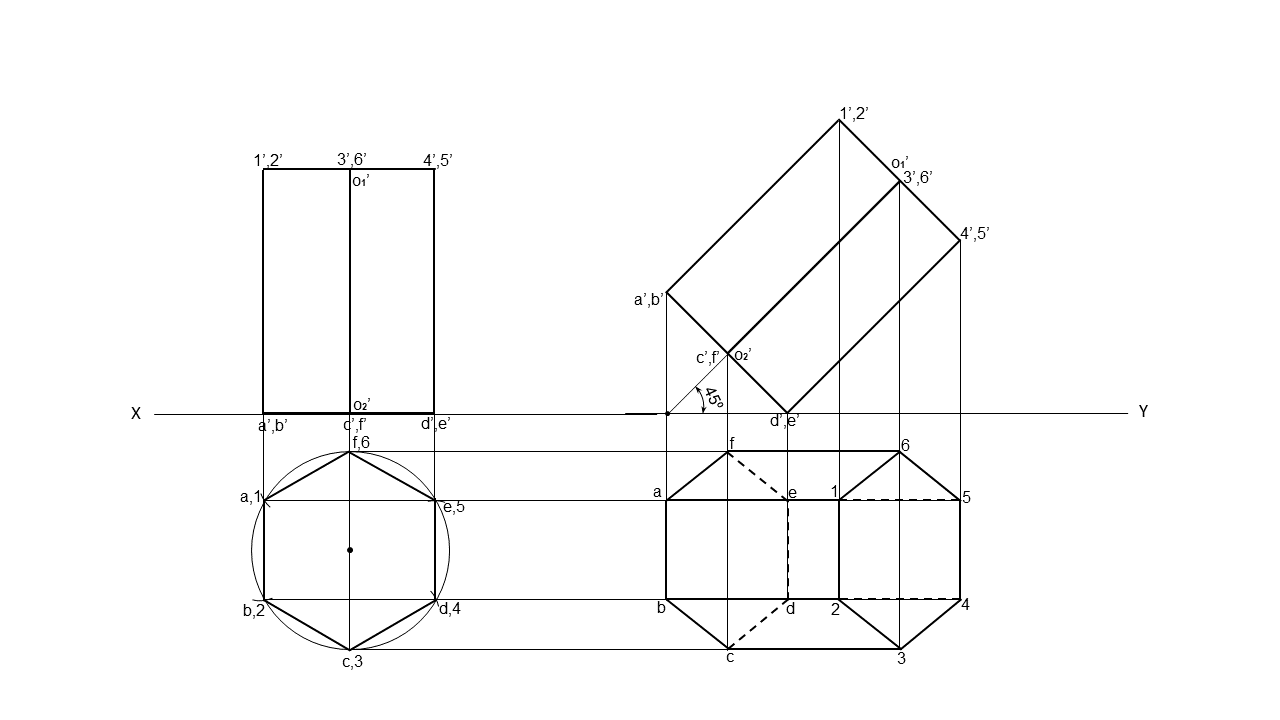 1’,2’
o₁’
1’,2’ 3’,6’ 4’,5’
3’,6’
o₁’
4’,5’
a’,b’
c’,f’ o₂’
45º
o₂’
X Y
a’,b’ c’,f’ d’,e’ d’,e’
f,6 f 6
a,1 a e 1 5
e,5
b,2 d,4 b d 2 4
c,3 c 3